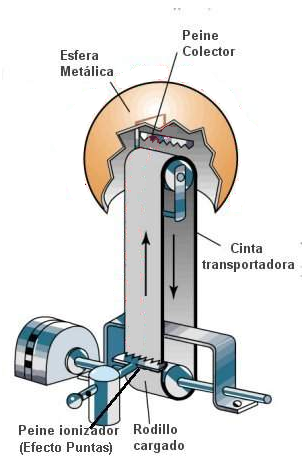 Peine
Colector
Esfera
Metálica
Cinta
transportadora
Peine ionizador
(Efecto Puntas)
Rodillo
cargado